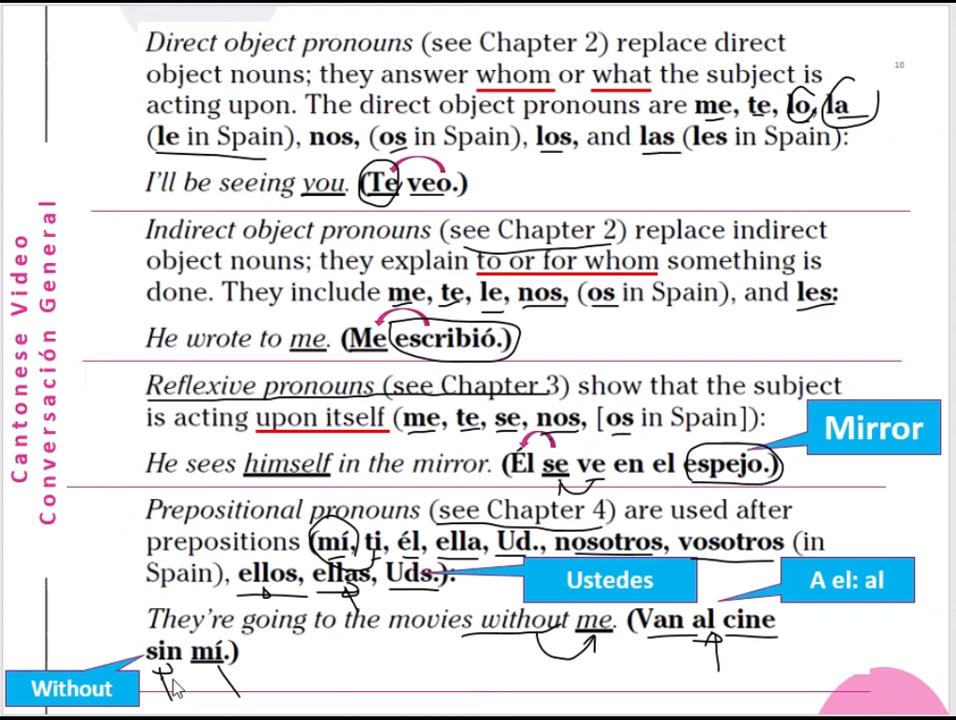 Direct object pronouns (see Chapter 2) replace direct
10
object nouns; they answer whom or what the subject is
acting upon. The direct object pronouns are me, te, lo, la
(le in Spain), nos, (os in Spain), los, and las (les in Spain):
I'll be seeing you. (Te veo.)
Indirect object pronouns (see Chapter 2) replace indirect
object nouns; they explain to or for whom something is
done. They include me, te, le, nos, (os in Spain), and les:
He wrote to me. (Me escribió.)
Reflexive pronouns (see Chapter 3) show that the subject
is acting upon itself (me, te, se, nos, [os in Spain]):
Mirror
He sees himself in the mirror. (Él se ve en el espejo.)
Prepositional pronouns (see Chapter 4) are used after
prepositions (mí, ti, él, ella, Ud., nosotros, vosotros (in
Spain), ellos, ellas, Uds.):
Ustedes
A el: al
They're going to the movies without me. (Van al cine
sin mí.)
Without
Cantonese Video
Conversación General